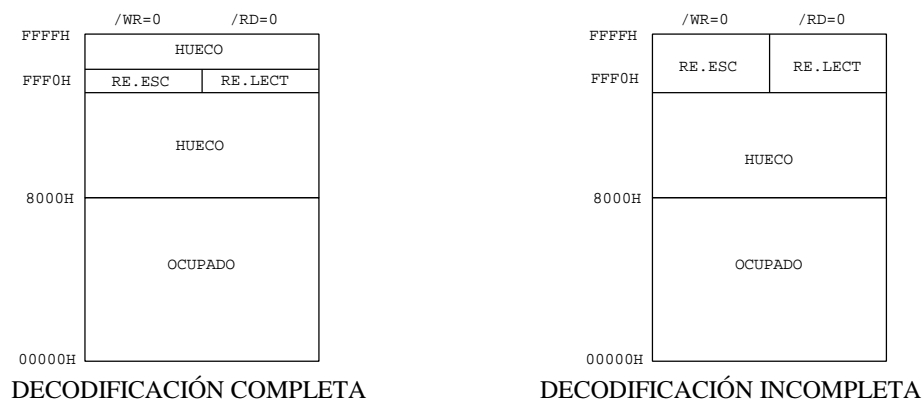 /WR=0 /RD=0
FFFFH
HUECO
FFF0H RE.ESC RE.LECT
HUECO
8000H
OCUPADO
00000H
DECODIFICACIÓN COMPLETA
/WR=0 /RD=0
FFFFH
RE.ESC RE.LECT
FFF0H
HUECO
8000H
OCUPADO
00000H
DECODIFICACIÓN INCOMPLETA